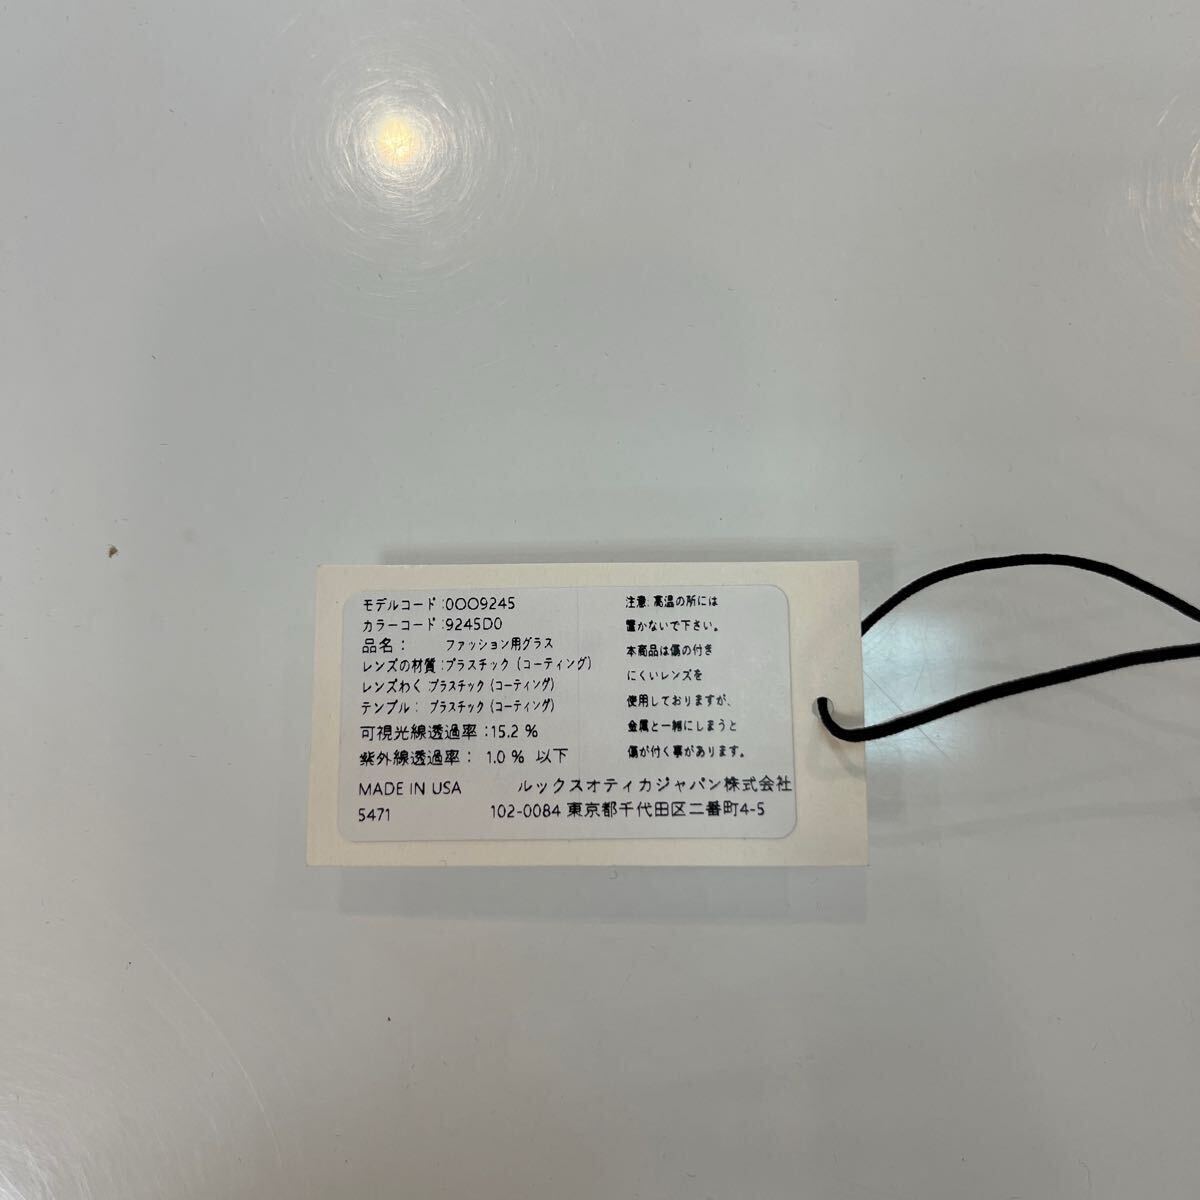 モデルコード:0OO9245
カラーコード:9245D0
品名: ファッション用グラス
レンズの材質:プラスチック (コーティング)
レンズわく:プラスチック (コーティング)
テンプル: プラスチック (コーティング)
可視光線透過率:15.2 %
紫外線透過率: 1.0 % 以下
MADE IN USA
5471
注意:高温の所には
置かないで下さい。
本商品は傷の付き
にくいレンズを
使用しておりますが、
金属と一緒にしまうと
傷が付く事があります。
ルックスオティカジャパン株式会社
102-0084 東京都千代田区二番町4-5